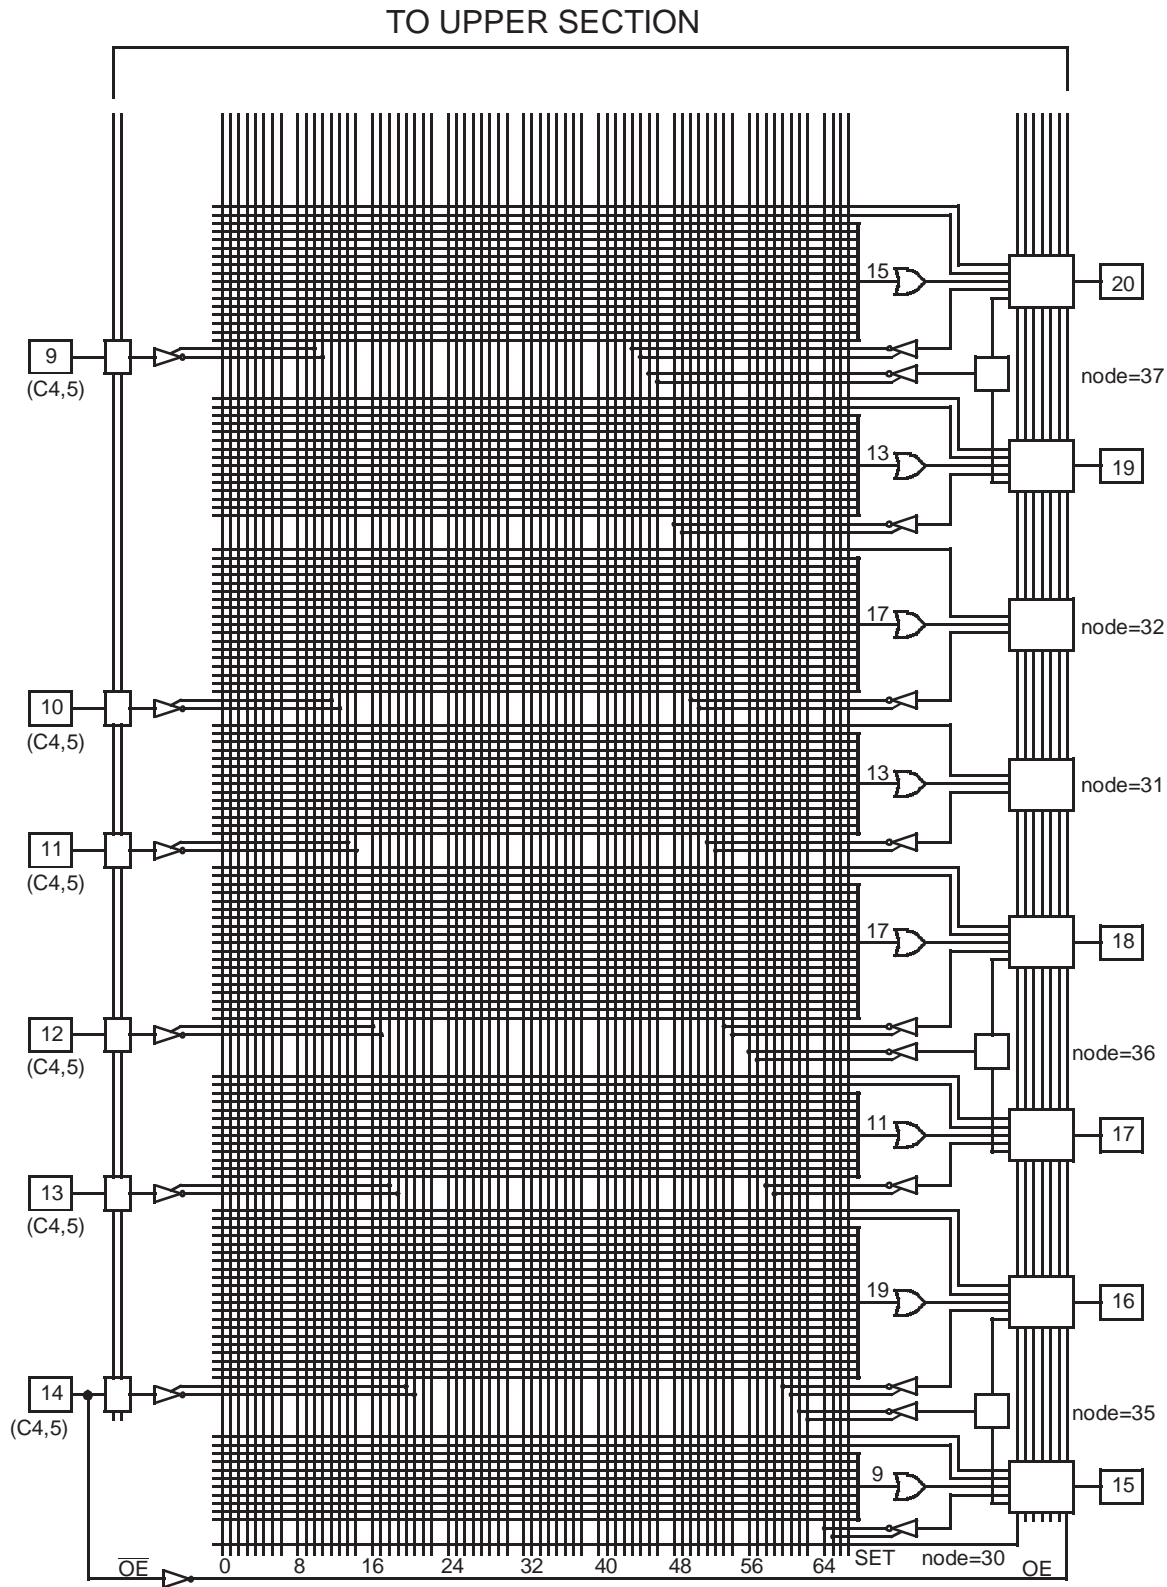 TO UPPER SECTION
15
20
9
(C4,5)
node=37
13
19
17
node=32
10
(C4,5)
13
node=31
11
(C4,5)
17
18
12
(C4,5)
node=36
11
17
13
(C4,5)
19
16
14
(C4,5)
node=35
9
15
OE 0 8 16 24 32 40 48 56 64 SET node=30 OE